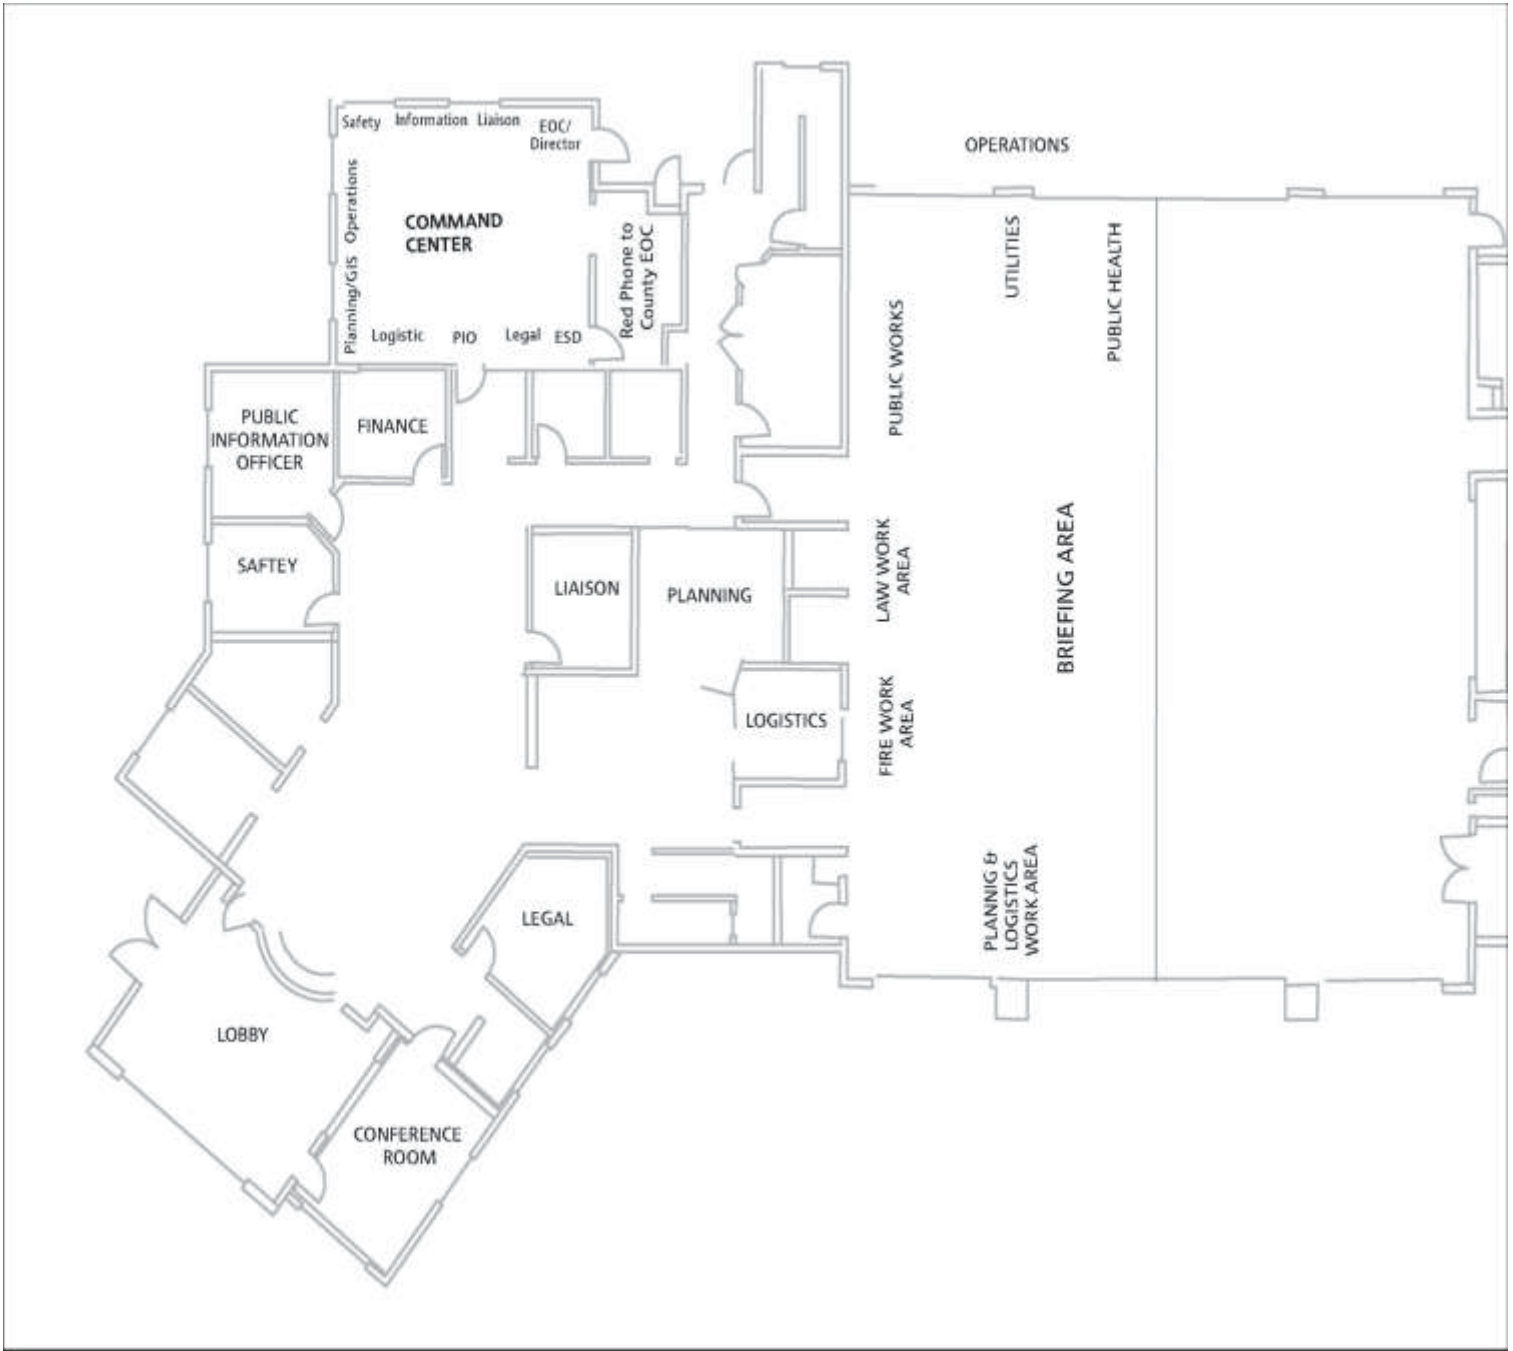 Safety
Information
Liaison
EOC/
Director
OPERATIONS
Planning/GIS
Operations
COMMAND
CENTER
Red Phone to
County EOC
Logistic
PIO
Legal
ESD
UTILITIES
PUBLIC HEALTH
PUBLIC WORKS
PUBLIC
INFORMATION
OFFICER
FINANCE
SAFTEY
LIAISON
PLANNING
LAW WORK
AREA
BRIEFING AREA
LOGISTICS
FIRE WORK
AREA
LEGAL
PLANNIG &
LOGISTICS
WORK AREA
LOBBY
CONFERENCE
ROOM